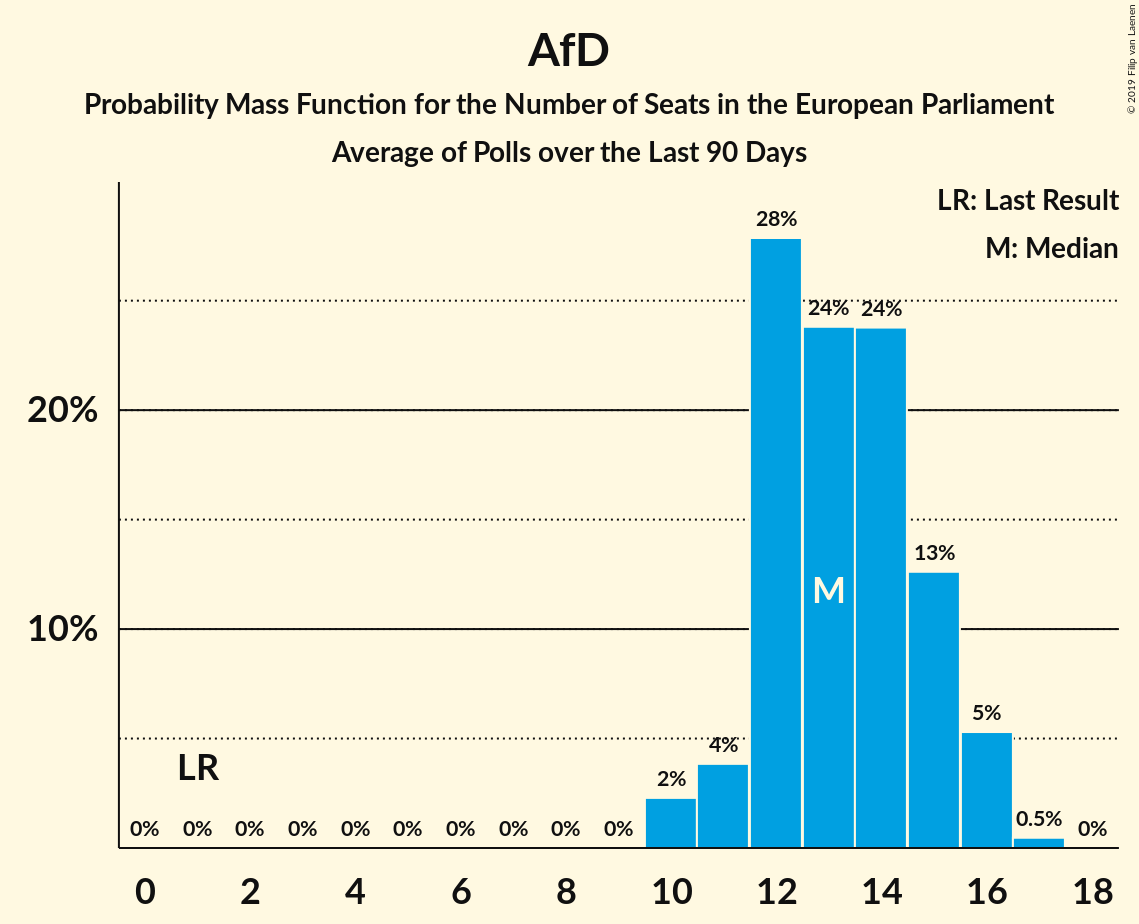 AfD
Probability Mass Function for the Number of Seats in the European Parliament
Average of Polls over the Last 90 Days
© 2019 Filip van Laenen
LR: Last Result
M: Median
28%
24%
24%
20%
13%
M
10%
5%
4%
LR
2%
0% 0% 0% 0% 0% 0% 0% 0% 0% 0% 0.5% 0%
0 2 4 6 8 10 12 14 16 18